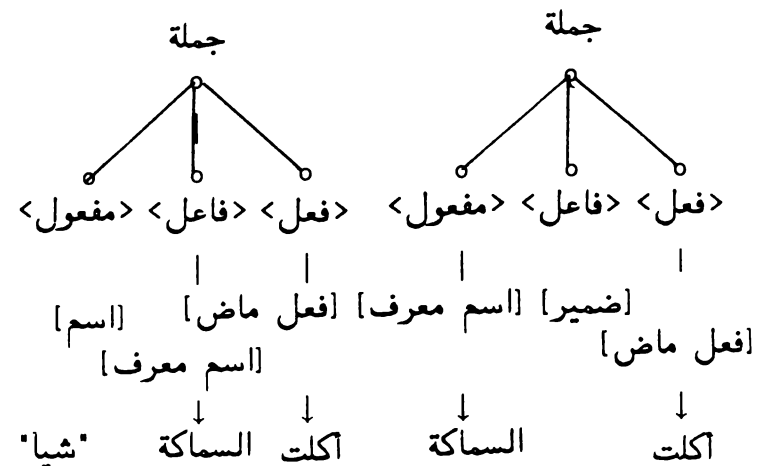 جملة
جملة
<فعل> <فاعل> <مفعول>
<فعل> <فاعل> <مفعول>
[ضمير] [اسم معرف]
[فعل ماض]
[فعل ماض] [اسم]
[اسم معرف]
أكلت السماكة
أكلت السماكة "شيا"